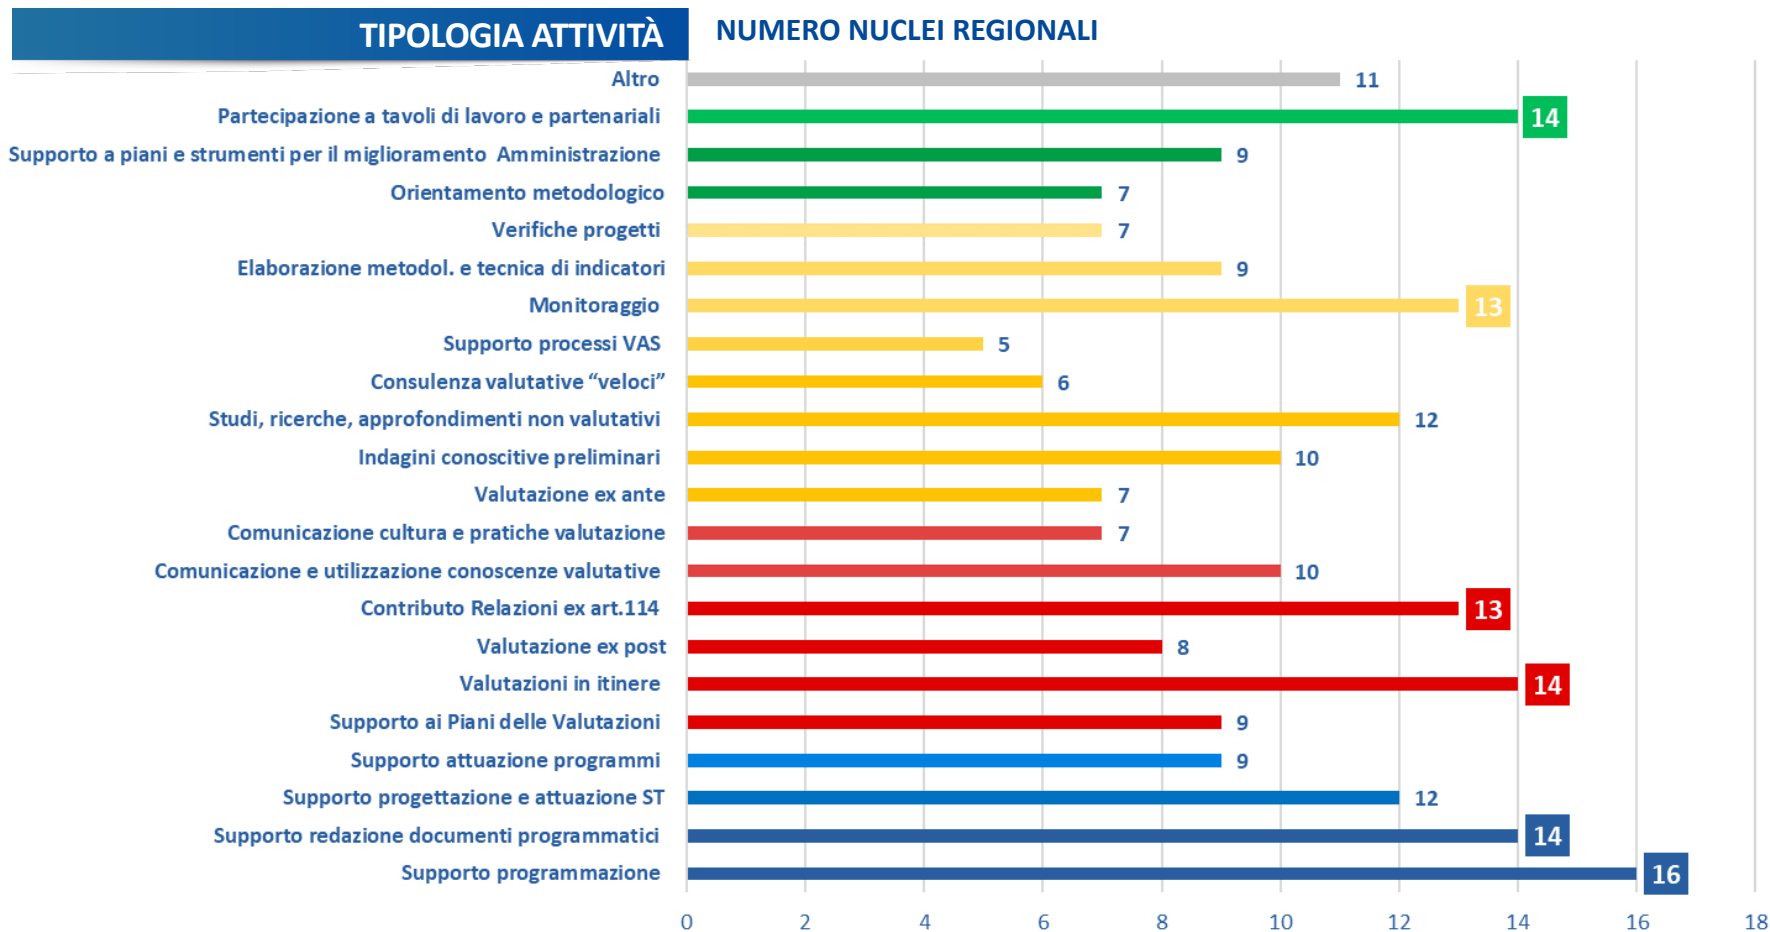 TIPOLOGIA ATTIVITÀ NUMERO NUCLEI REGIONALI
Altro 11
Partecipazione a tavoli di lavoro e partenariali 14
Supporto a piani e strumenti per il miglioramento Amministrazione 9
Orientamento metodologico 7
Verifiche progetti 7
Elaborazione metodol. e tecnica di indicatori 9
Monitoraggio 13
Supporto processi VAS 5
Consulenza valutative “veloci” 6
Studi, ricerche, approfondimenti non valutativi 12
Indagini conoscitive preliminari 10
Valutazione ex ante 7
Comunicazione cultura e pratiche valutazione 7
Comunicazione e utilizzazione conoscenze valutative 10
Contributo Relazioni ex art.114 13
Valutazione ex post 8
Valutazioni in itinere 14
Supporto ai Piani delle Valutazioni 9
Supporto attuazione programmi 9
Supporto progettazione e attuazione ST 12
Supporto redazione documenti programmatici 14
Supporto programmazione 16
0 2 4 6 8 10 12 14 16 18